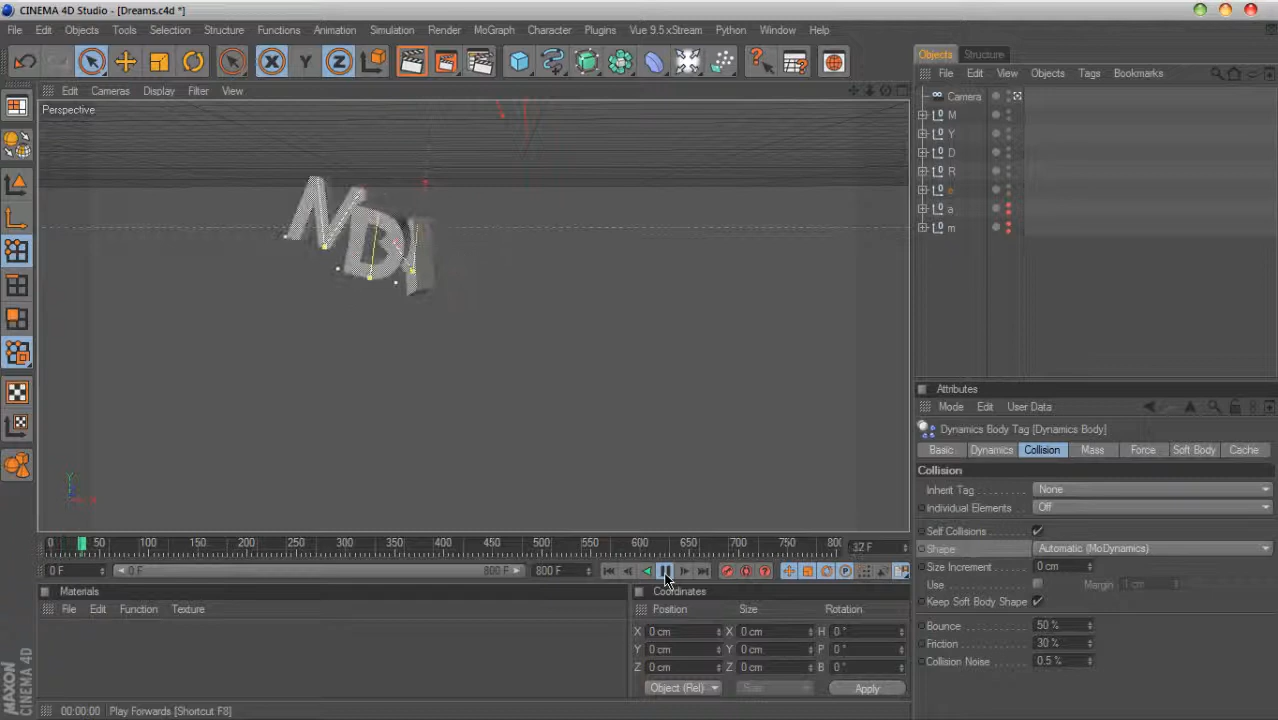 CINEMA 4D Studio - [Dreams.c4d *]
File Edit Objects Tools Selection Structure Functions Animation Simulation Render MoGraph Character Plugins Vue 9.5 xStream Python Window Help
X Y Z
Objects Structure
File Edit View Objects Tags Bookmarks
Edit Cameras Display Filter View
Perspective
Camera
M
Y
D
R
e
a
m
M D
Y
X
Attributes
Mode Edit User Data
Dynamics Body Tag [Dynamics Body]
Basic Dynamics Collision Mass Force Soft Body Cache
Collision
Inherit Tag None
Individual Elements Off
Self Collisions
Shape Automatic (MoDynamics)
Size Increment 0 cm
Use Margin 1 cm
Keep Soft Body Shape
Bounce 50 %
Friction 30 %
Collision Noise 0.5 %
0 50 100 150 200 250 300 350 400 450 500 550 600 650 700 750 800
0 F 0 F 800 F 800 F
Materials
File Edit Function Texture
Coordinates
Position Size Rotation
X 0 cm X 0 cm H 0 °
Y 0 cm Y 0 cm P 0 °
Z 0 cm Z 0 cm B 0 °
Object (Rel) Size Apply
MAXON
CINEMA 4D
00:00:00 Play Forwards [Shortcut F8]